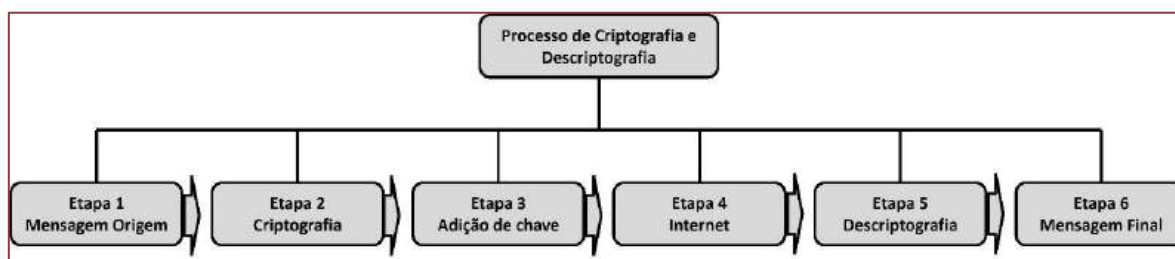 Processo de Criptografia e
Descriptografia
Etapa 1
Mensagem Origem
Etapa 2
Criptografia
Etapa 3
Adição de chave
Etapa 4
Internet
Etapa 5
Descriptografia
Etapa 6
Mensagem Final